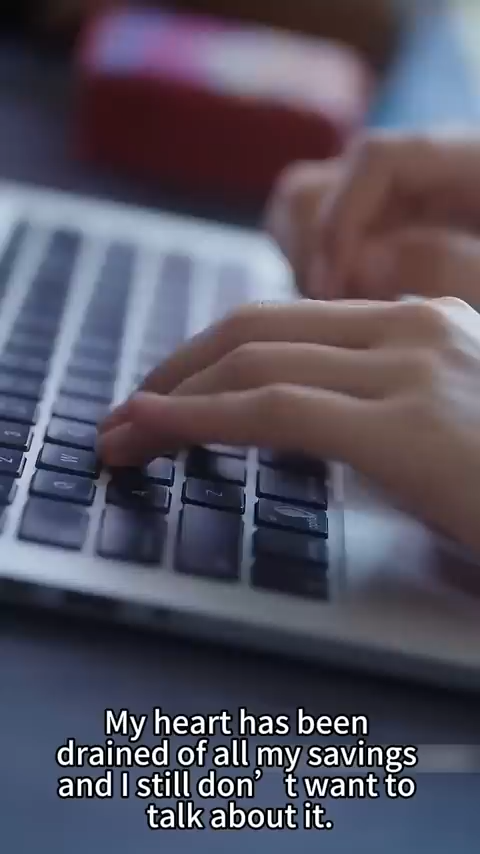 My heart has been
drained of all my savings
and I still don’t want to
talk about it.